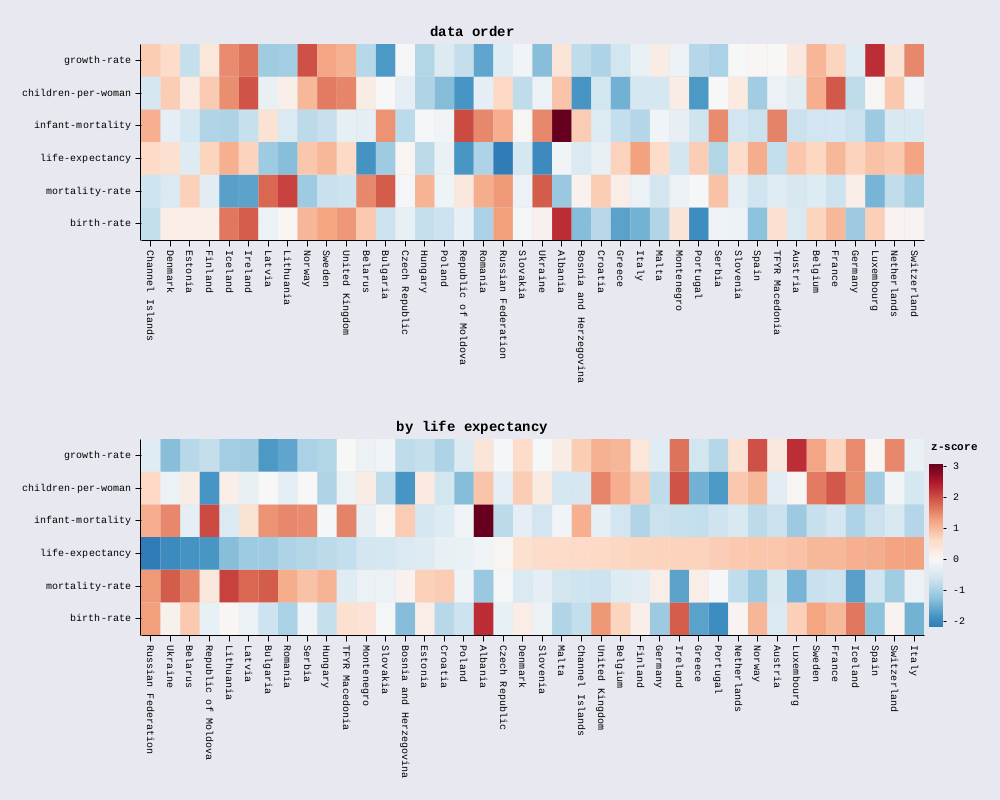 data order
growth-rate
children-per-woman
infant-mortality
life-expectancy
mortality-rate
birth-rate
Channel Islands
Denmark
Estonia
Finland
Iceland
Ireland
Latvia
Lithuania
Norway
Sweden
United Kingdom
Belarus
Bulgaria
Czech Republic
Hungary
Poland
Republic of Moldova
Romania
Russian Federation
Slovakia
Ukraine
Albania
Bosnia and Herzegovina
Croatia
Greece
Italy
Malta
Montenegro
Portugal
Serbia
Slovenia
Spain
TFYR Macedonia
Austria
Belgium
France
Germany
Luxembourg
Netherlands
Switzerland
by life expectancy
growth-rate
children-per-woman
infant-mortality
life-expectancy
mortality-rate
birth-rate
Russian Federation
Ukraine
Belarus
Republic of Moldova
Lithuania
Latvia
Bulgaria
Romania
Serbia
Hungary
TFYR Macedonia
Montenegro
Slovakia
Bosnia and Herzegovina
Estonia
Croatia
Poland
Albania
Czech Republic
Denmark
Slovenia
Malta
Channel Islands
United Kingdom
Belgium
Finland
Germany
Ireland
Greece
Portugal
Netherlands
Norway
Austria
Luxembourg
Sweden
France
Iceland
Spain
Switzerland
Italy
z-score
3
2
1
0
-1
-2